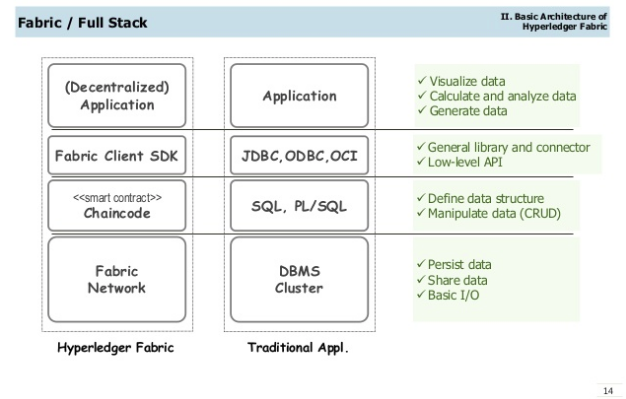 Fabric / Full Stack
II. Basic Architecture of
Hyperledger Fabric
(Decentralized)
Application
Application
✓ Visualize data
✓ Calculate and analyze data
✓ Generate data
Fabric Client SDK
JDBC,ODBC,OCI
✓ General library and connector
✓ Low-level API
<<smart contract>>
Chaincode
SQL, PL/SQL
✓ Define data structure
✓ Manipulate data (CRUD)
Fabric
Network
DBMS
Cluster
✓ Persist data
✓ Share data
✓ Basic I/O
Hyperledger Fabric
Traditional Appl.
14